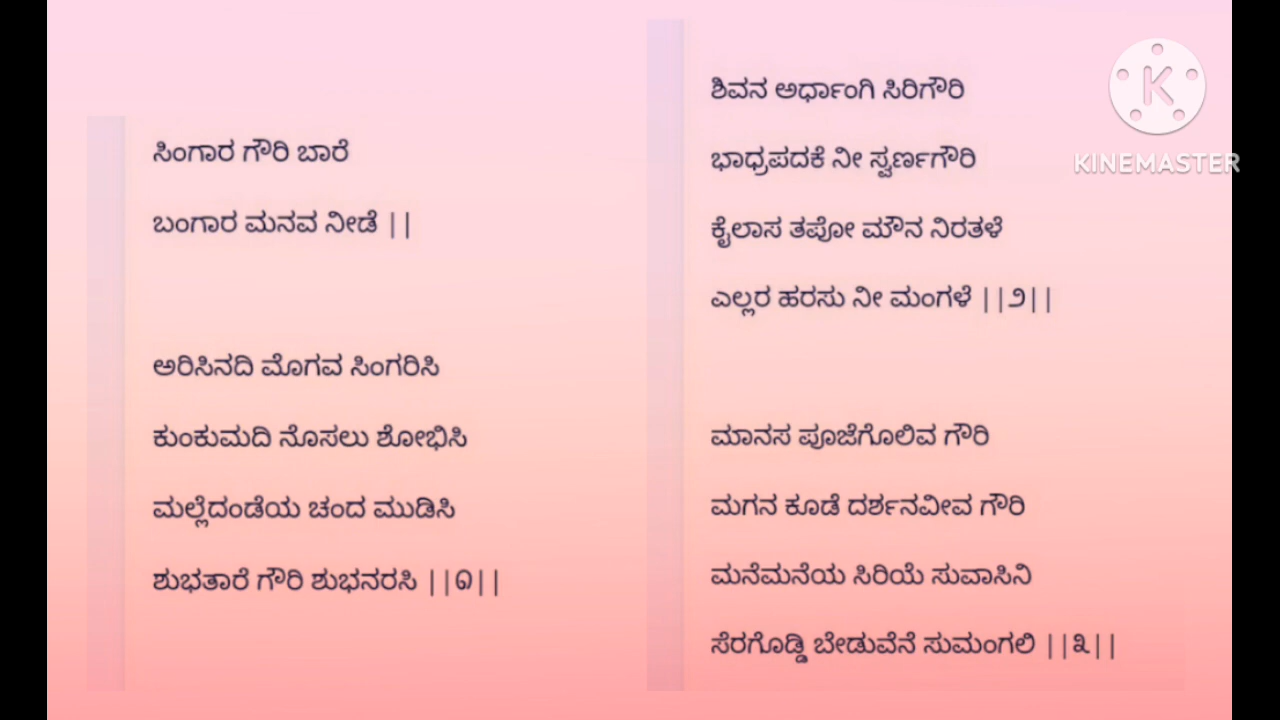 ಸಿಂಗಾರ ಗೌರಿ ಬಾರೆ
ಬಂಗಾರ ಮನವ ನೀಡೆ ||
ಅರಿಸಿನದಿ ಮೊಗವ ಸಿಂಗರಿಸಿ
ಕುಂಕುಮದಿ ನೊಸಲು ಶೋಭಿಸಿ
ಮಲ್ಲೆದಂಡೆಯ ಚಂದ ಮುಡಿಸಿ
ಶುಭತಾರೆ ಗೌರಿ ಶುಭನರಸಿ ||೧||
ಶಿವನ ಅರ್ಧಾಂಗಿ ಸಿರಿಗೌರಿ
ಭಾಧ್ರಪದಕೆ ನೀ ಸ್ವರ್ಣಗೌರಿ
ಕೈಲಾಸ ತಪೋ ಮೌನ ನಿರತಳೆ
ಎಲ್ಲರ ಹರಸು ನೀ ಮಂಗಳೆ ||೨||
ಮಾನಸ ಪೂಜೆಗೊಲಿವ ಗೌರಿ
ಮಗನ ಕೂಡೆ ದರ್ಶನವೀವ ಗೌರಿ
ಮನೆಮನೆಯ ಸಿರಿಯೆ ಸುವಾಸಿನಿ
ಸೆರಗೊಡ್ಡಿ ಬೇಡುವೆನೆ ಸುಮಂಗಲಿ ||೩||
K
KINEMASTER